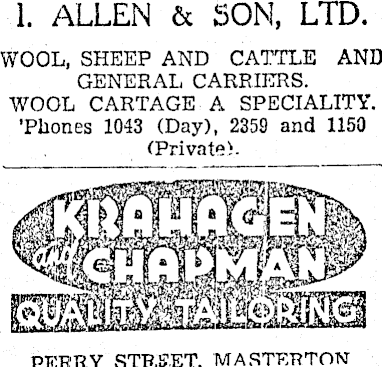 I. ALLEN & SON, LTD.
WOOL, SHEEP AND CATTLE AND
GENERAL CARRIERS.
WOOL CARTAGE A SPECIALITY.
'Phones 1043 (Day), 2359 and 1150
(Private).
KRAHAGEN
and CHAPMAN
QUALITY TAILORING
PERRY STREET, MASTERTON